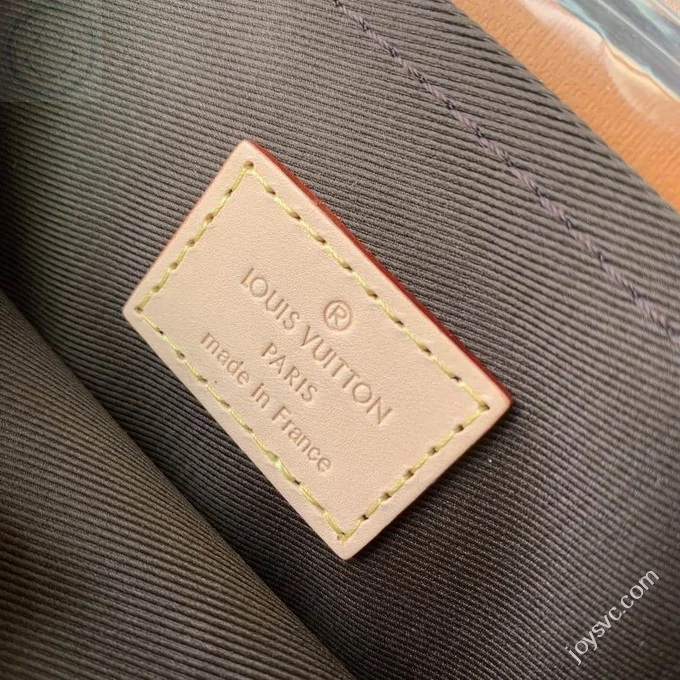 ®
LOUIS VUITTON
PARIS
made in France
joysvc.com